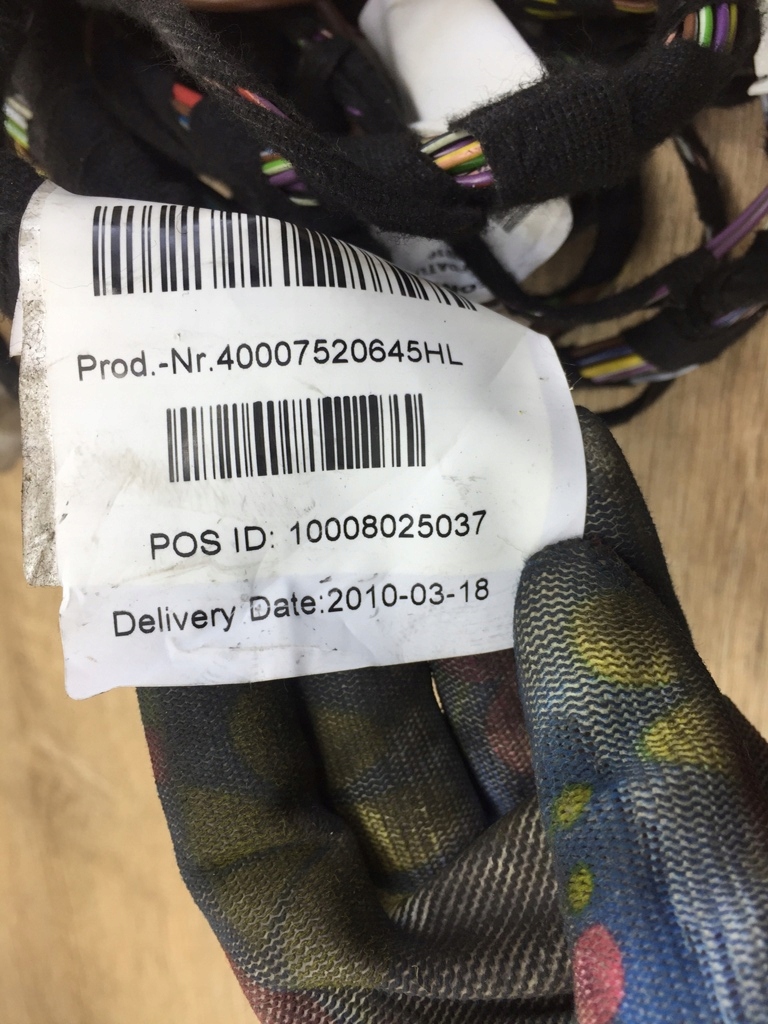 Prod.-Nr.40007520645HL
POS ID: 10008025037
Delivery Date:2010-03-18